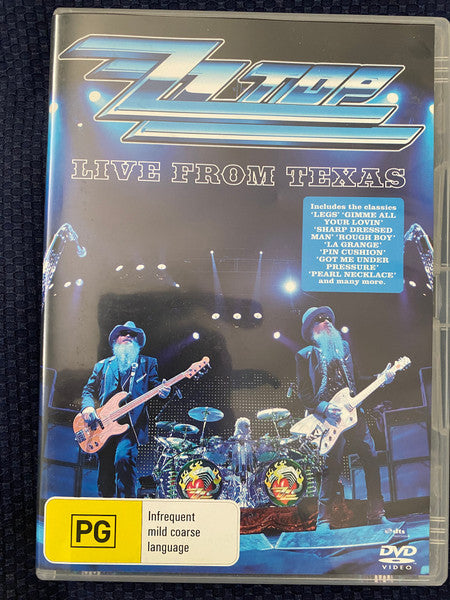 ZZ TOP
LIVE FROM TEXAS
Includes the classics
'LEGS' 'GIMME ALL
YOUR LOVIN'
'SHARP DRESSED
MAN' 'ROUGH BOY'
'LA GRANGE'
'PIN CUSHION'
'GOT ME UNDER
PRESSURE'
'PEARL NECKLACE'
and many more.
PG
Infrequent
mild coarse
language
DVD
VIDEO